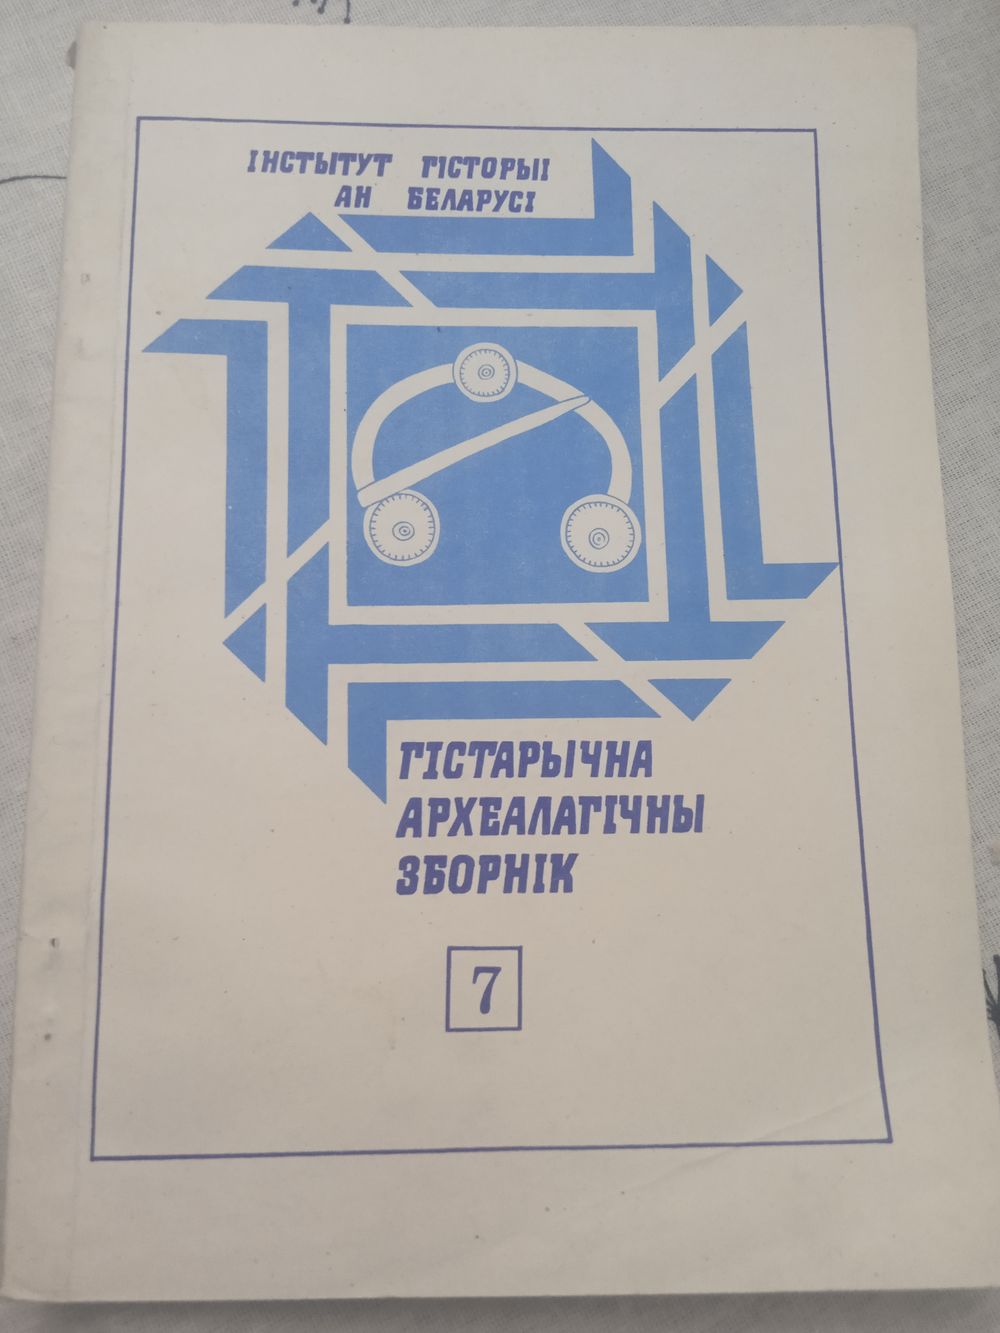 ІНСТЫТУТ ГІСТОРЫІ
АН БЕЛАРУСІ
ГІСТАРЫЧНА
АРХЕАЛАГІЧНЫ
ЗБОРНІК
7